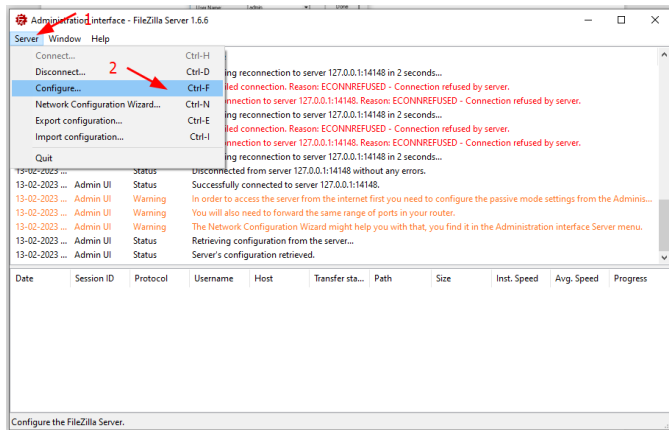 User Name
Administration interface - FileZilla Server 1.6.6
1
Server Window Help
Connect... Ctrl-H
Disconnect... Ctrl-D
2
ing reconnection to server 127.0.0.1:14148 in 2 seconds...
Configure... Ctrl-F
led connection. Reason: ECONNREFUSED - Connection refused by server.
Network Configuration Wizard... Ctrl-N
nnection to server 127.0.0.1:14148. Reason: ECONNREFUSED - Connection refused by server.
Export configuration... Ctrl-E
ing reconnection to server 127.0.0.1:14148 in 2 seconds...
Import configuration... Ctrl-I
led connection. Reason: ECONNREFUSED - Connection refused by server.
nnection to server 127.0.0.1:14148. Reason: ECONNREFUSED - Connection refused by server.
Quit
ing reconnection to server 127.0.0.1:14148 in 2 seconds...
13-02-2023 ... Status Disconnected from server 127.0.0.1:14148 without any errors.
13-02-2023 ... Admin UI Status Successfully connected to server 127.0.0.1:14148.
13-02-2023 ... Admin UI Warning In order to access the server from the internet first you need to configure the passive mode settings from the Adminis...
13-02-2023 ... Admin UI Warning You will also need to forward the same range of ports in your router.
13-02-2023 ... Admin UI Warning The Network Configuration Wizard might help you with that, you find it in the Administration interface Server menu.
13-02-2023 ... Admin UI Status Retrieving configuration from the server...
13-02-2023 ... Admin UI Status Server's configuration retrieved.
Date Session ID Protocol Username Host Transfer sta... Path Size Inst. Speed Avg. Speed Progress
Configure the FileZilla Server.